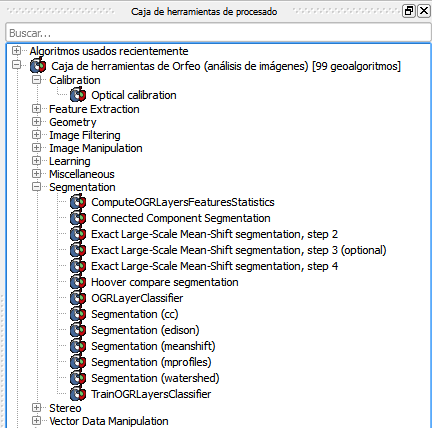 Caja de herramientas de procesado
Buscar...
Algoritmos usados recientemente
Caja de herramientas de Orfeo (análisis de imágenes) [99 geoalgoritmos]
Calibration
Optical calibration
Feature Extraction
Geometry
Image Filtering
Image Manipulation
Learning
Miscellaneous
Segmentation
ComputeOGRLayersFeaturesStatistics
Connected Component Segmentation
Exact Large-Scale Mean-Shift segmentation, step 2
Exact Large-Scale Mean-Shift segmentation, step 3 (optional)
Exact Large-Scale Mean-Shift segmentation, step 4
Hoover compare segmentation
OGRLayerClassifier
Segmentation (cc)
Segmentation (edison)
Segmentation (meanshift)
Segmentation (mprofiles)
Segmentation (watershed)
TrainOGRLayersClassifier
Stereo
Vector Data Manipulation